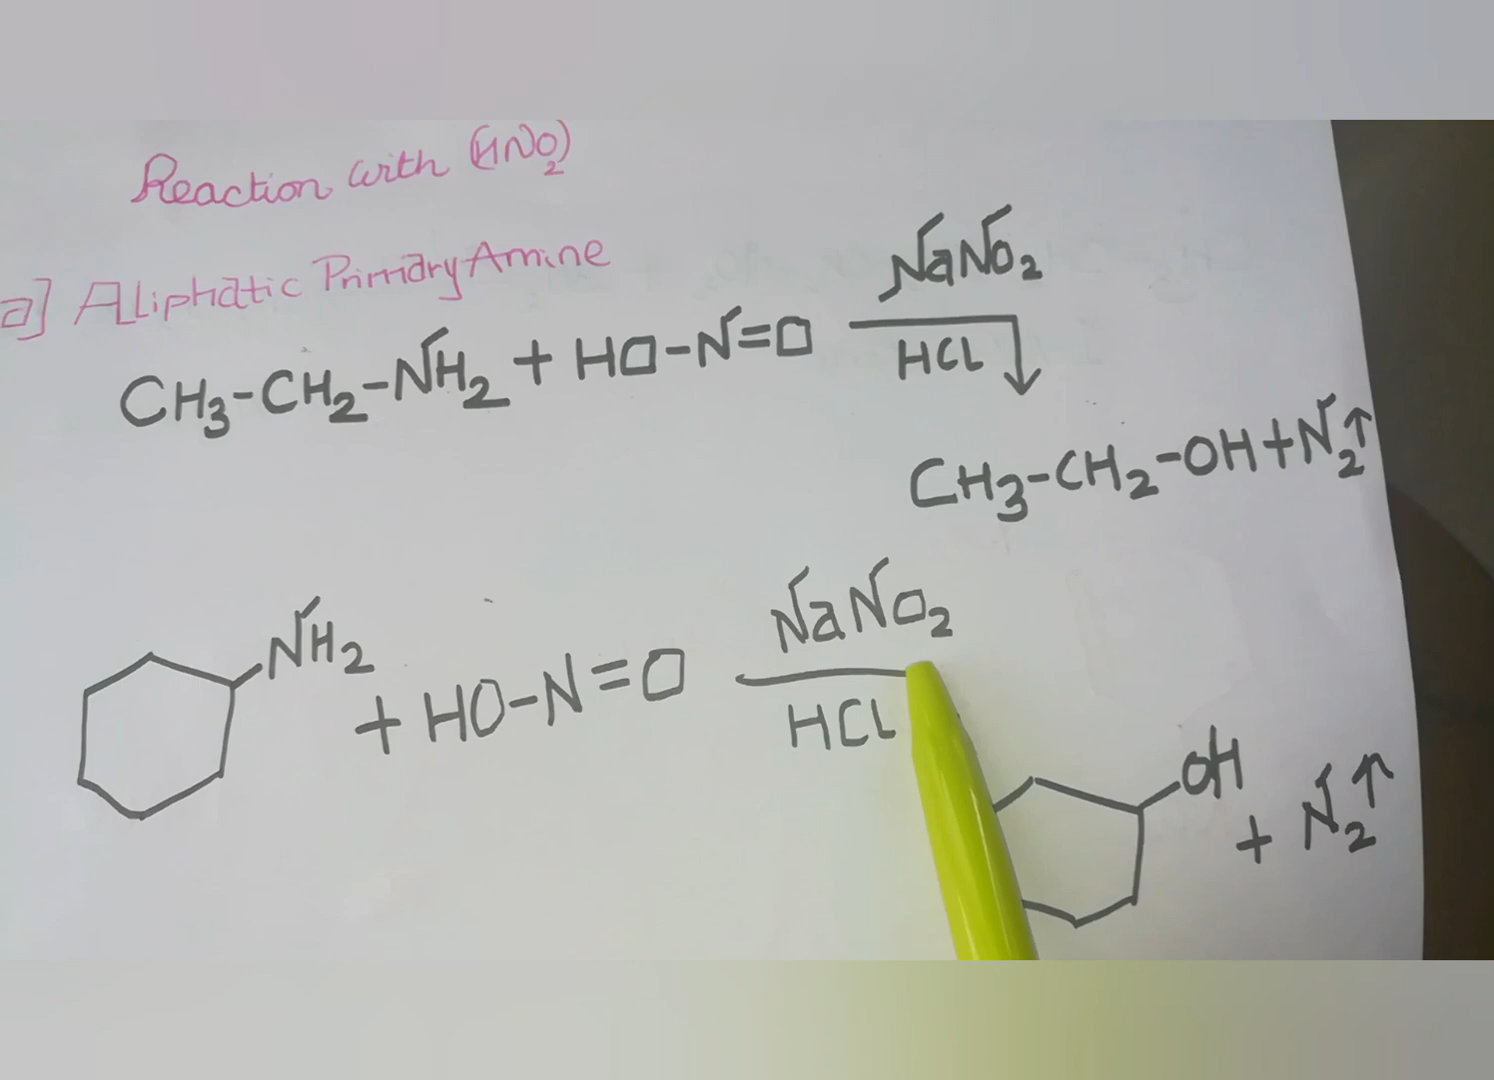 Reaction with (HNO2)
a] Aliphatic Primary Amine
NaNO2
CH3-CH2-NH2 + HO-N=O
HCL
CH3-CH2-OH+N2↑
NH2
NaNO2
+ HO-N=O
HCL
OH
+ N2↑